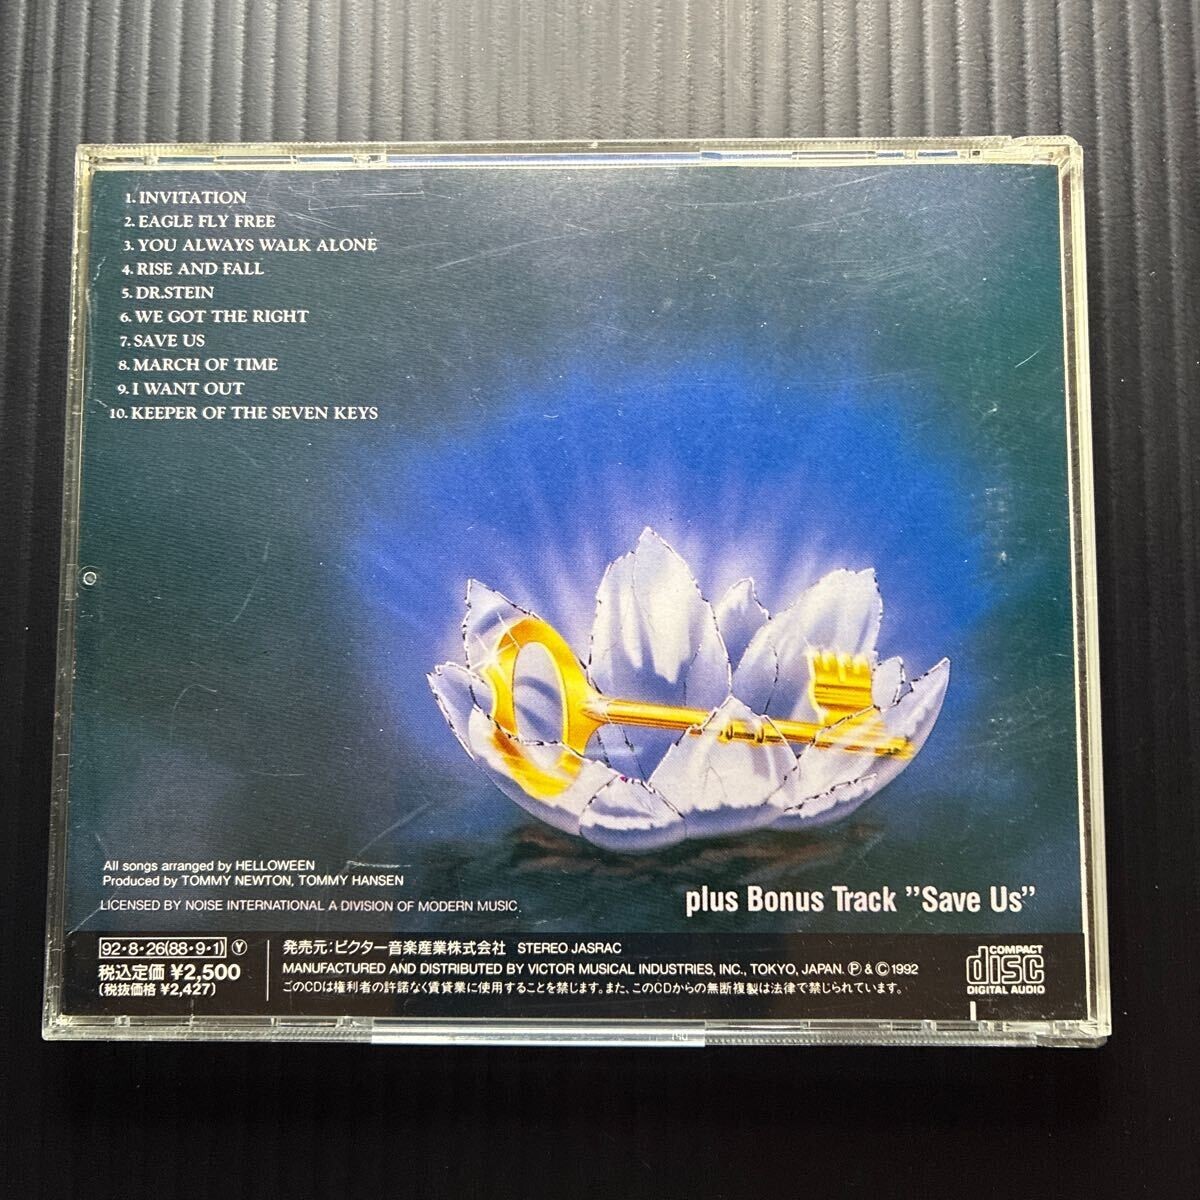 1. INVITATION
2. EAGLE FLY FREE
3. YOU ALWAYS WALK ALONE
4. RISE AND FALL
5. DR.STEIN
6. WE GOT THE RIGHT
7. SAVE US
8. MARCH OF TIME
9. I WANT OUT
10. KEEPER OF THE SEVEN KEYS
All songs arranged by HELLOWEEN
Produced by TOMMY NEWTON, TOMMY HANSEN
LICENSED BY NOISE INTERNATIONAL A DIVISION OF MODERN MUSIC.
plus Bonus Track "Save Us"
92・8・26(88・9・1) Ⓨ
税込定価 ¥2,500
(税抜価格 ¥2,427)
発売元:ビクター音楽産業株式会社 STEREO JASRAC
MANUFACTURED AND DISTRIBUTED BY VICTOR MUSICAL INDUSTRIES, INC., TOKYO, JAPAN. Ⓟ & Ⓒ 1992
このCDは権利者の許諾なく賃貸業に使用することを禁じます。また、このCDからの無断複製は法律で禁じられています。
COMPACT
disc
DIGITAL AUDIO